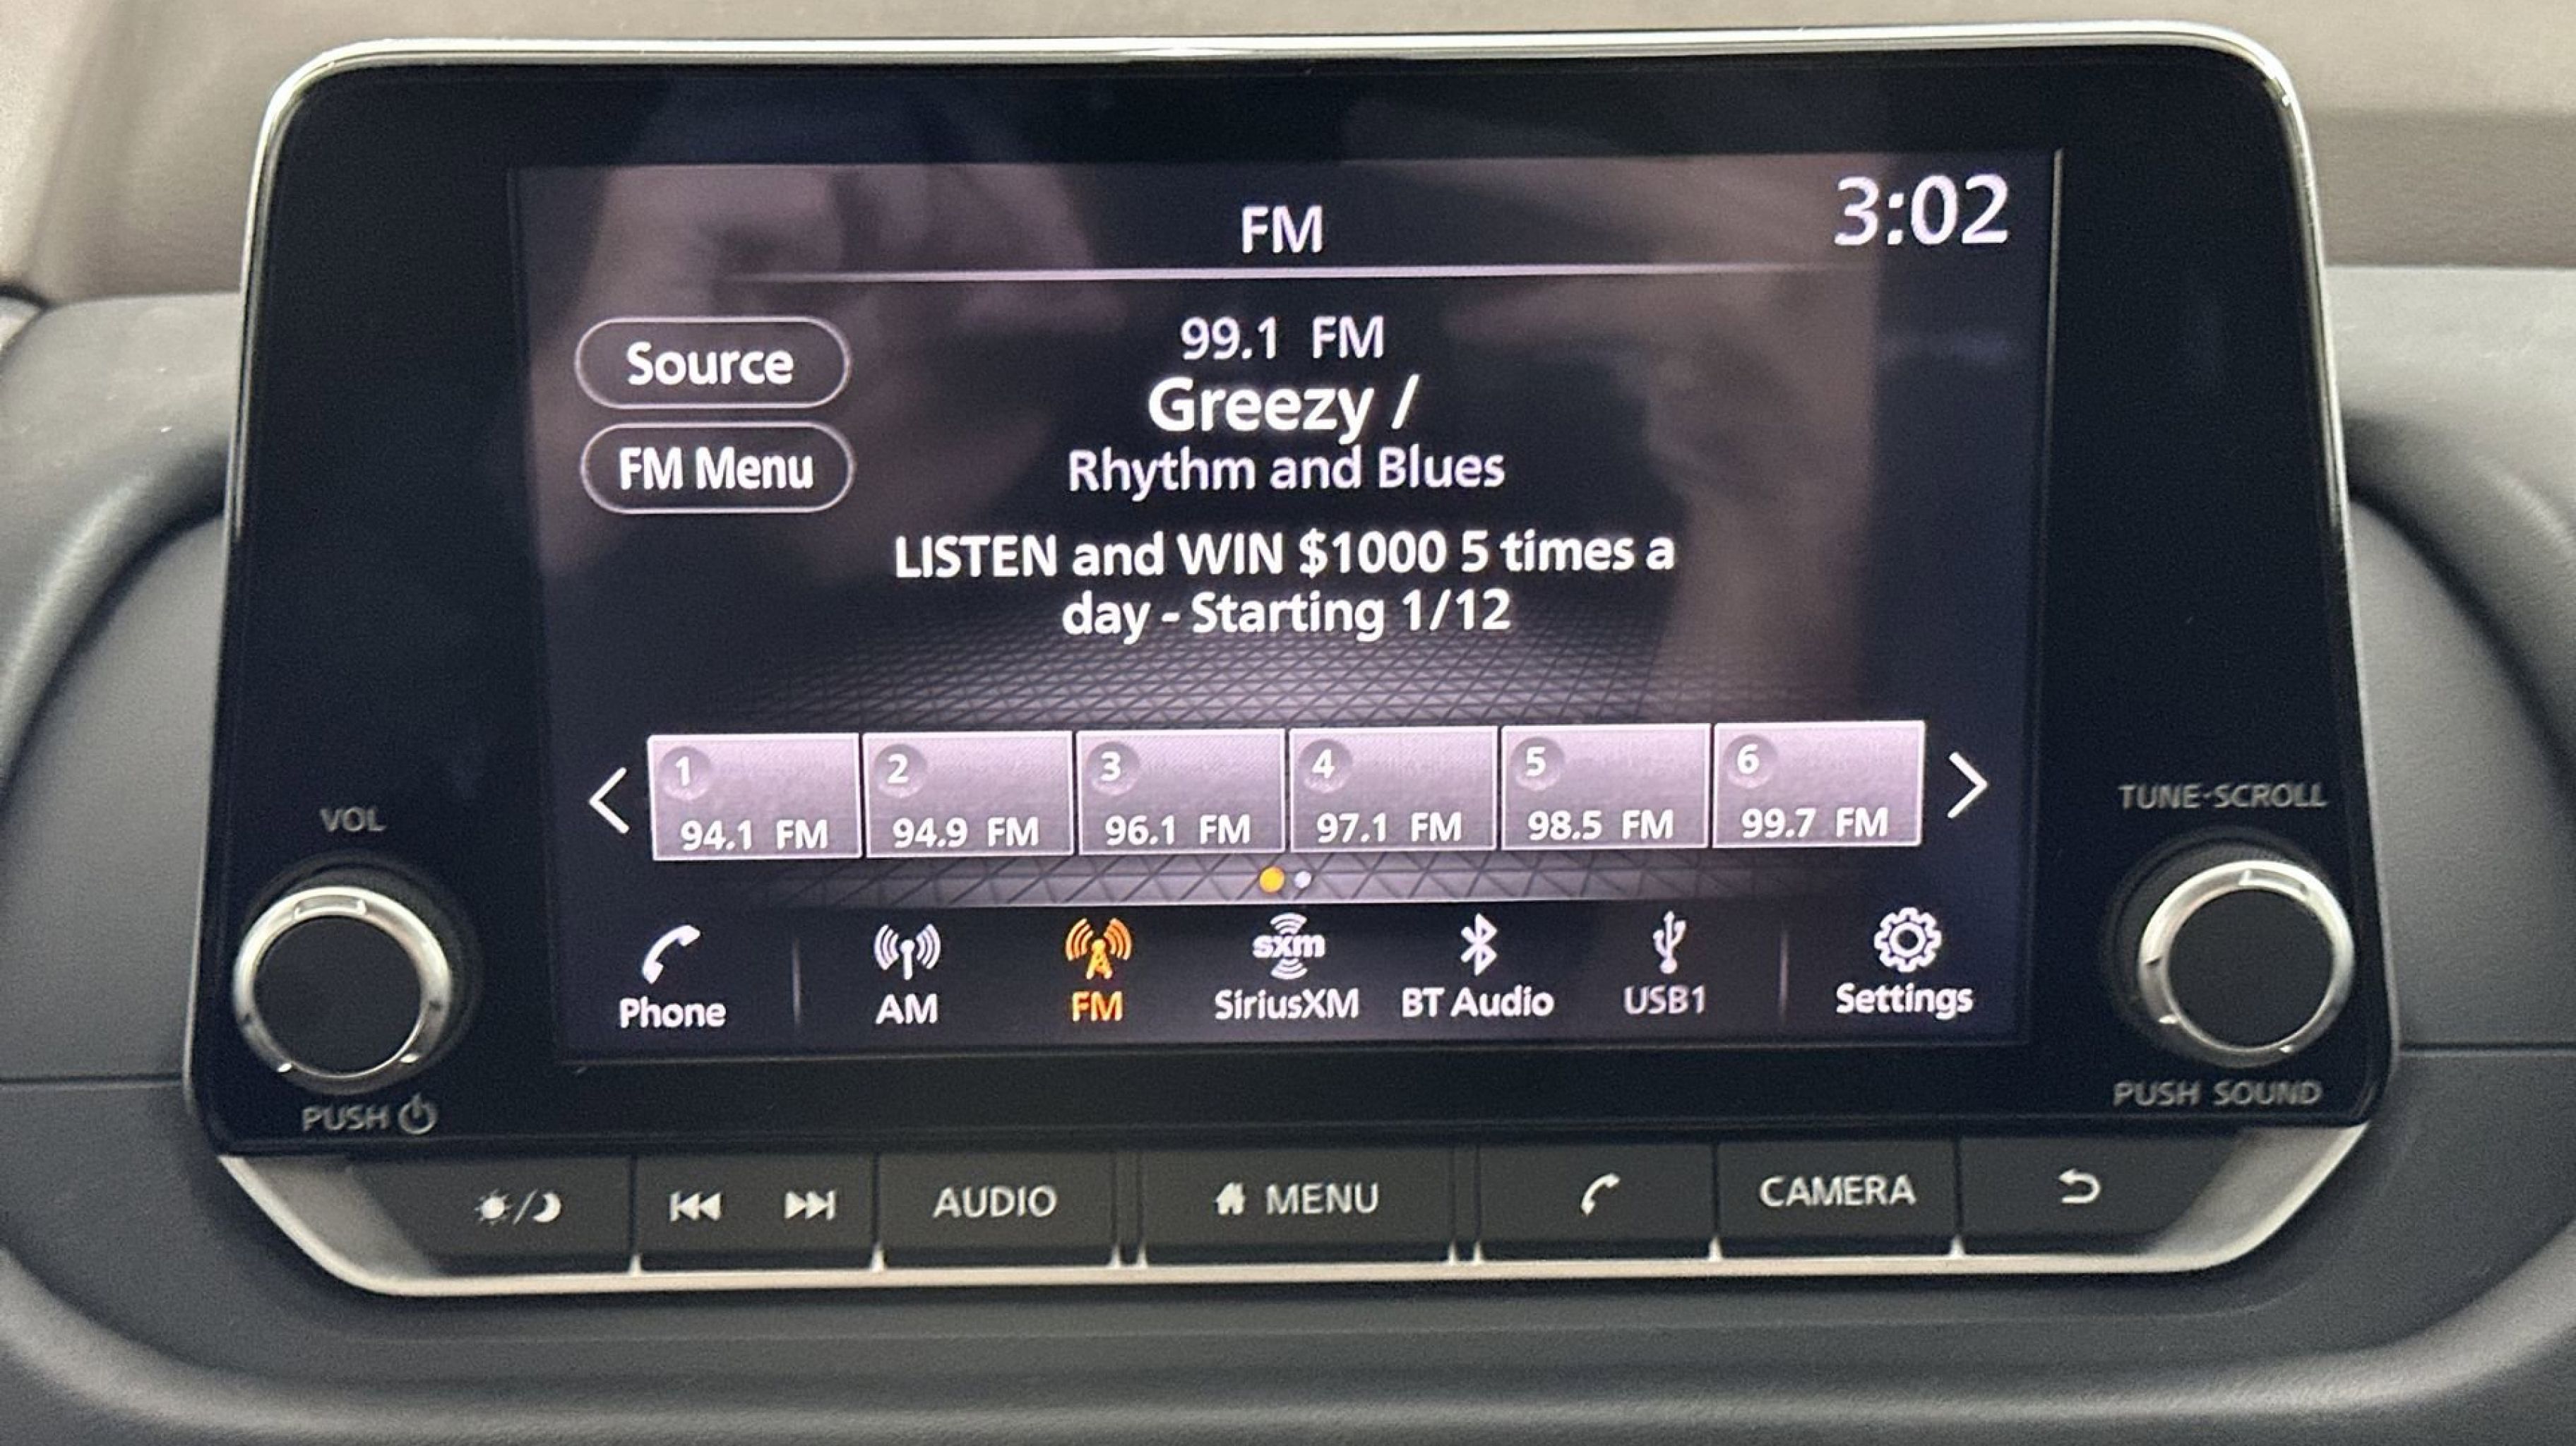 FM
3:02
Source
99.1 FM
Greezy /
FM Menu
Rhythm and Blues
LISTEN and WIN $1000 5 times a
day - Starting 1/12
1
2
3
4
5
6
94.1 FM
94.9 FM
96.1 FM
97.1 FM
98.5 FM
99.7 FM
VOL
TUNE·SCROLL
sxm
Phone
AM
FM
SiriusXM
BT Audio
USB1
Settings
PUSH
PUSH SOUND
AUDIO
MENU
CAMERA